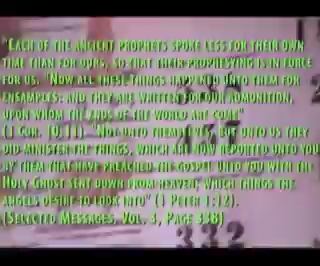 "Each of the ancient prophets spoke less for their own
time than for ours, so that their prophesying is in force
for us. 'Now all these things happened unto them for
ensamples: and they are written for our admonition,
upon whom the ends of the world are come'
(1 Cor. 10:11). 'Not unto themselves, but unto us they
did minister the things, which are now reported unto you
by them that have preached the gospel unto you with the
Holy Ghost sent down from heaven; which things the
angels desire to look into" (1 Peter 1:12).
(Selected Messages, Vol. 3, Page 338)
338
332